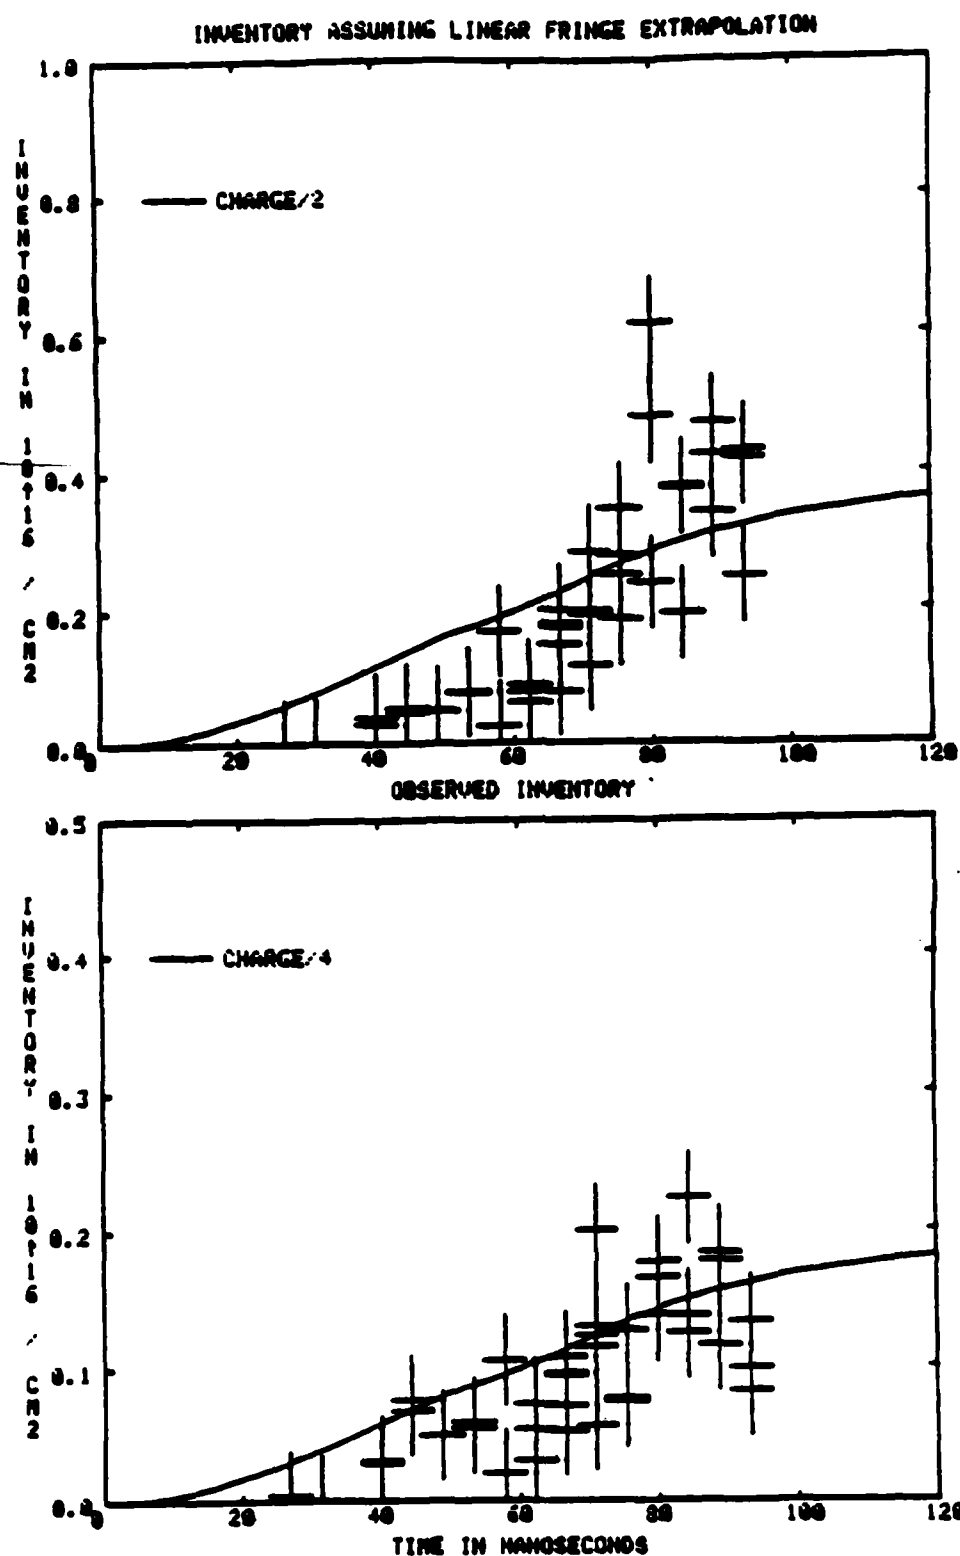 INVENTORY ASSUMING LINEAR FRINGE EXTRAPOLATION
1.0
CHARGE/2
0.8
0.6
0.4
0.2
0.0
INVENTORY IN 10↑16 / CM2
0 20 40 60 80 100 120
OBSERVED INVENTORY
0.5
CHARGE/4
0.4
0.3
0.2
0.1
0.0
INVENTORY IN 10↑16 / CM2
0 20 40 60 80 100 120
TIME IN NANOSECONDS